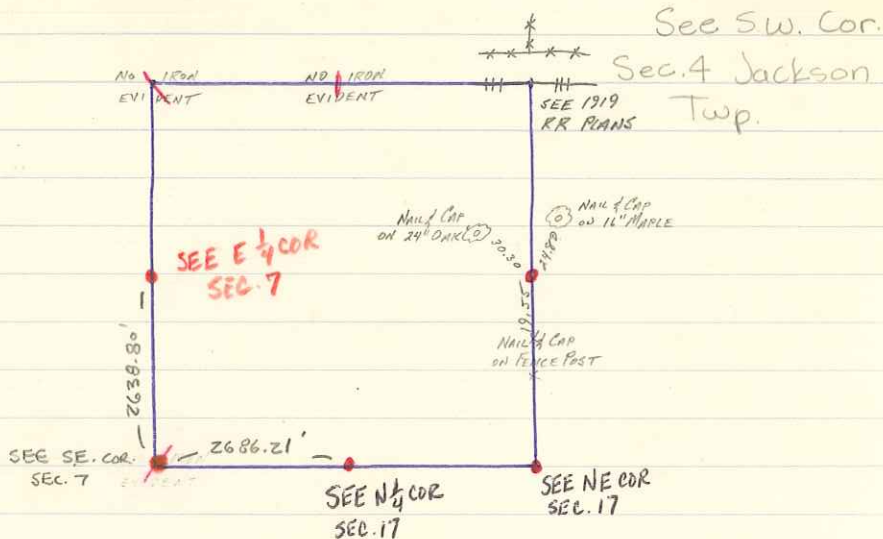 See S.W. Cor.
Sec.4 Jackson
Twp.
NO IRON
EVIDENT
NO IRON
EVIDENT
SEE 1919
RR PLANS
NAIL & CAP
ON 24" OAK
30.30
24.80
NAIL & CAP
ON 16" MAPLE
SEE E 1/4 COR
SEC. 7
19.55
NAIL & CAP
ON FENCE POST
2638.80'
SEE SE. COR.
SEC. 7
EVIDENT
2686.21'
SEE N 1/4 COR
SEC. 17
SEE NE COR
SEC. 17